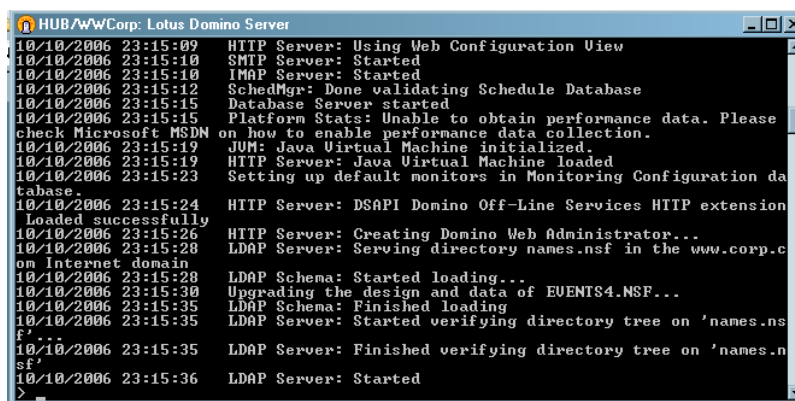 HUB/WWCorp: Lotus Domino Server
10/10/2006 23:15:09 HTTP Server: Using Web Configuration View
10/10/2006 23:15:10 SMTP Server: Started
10/10/2006 23:15:10 IMAP Server: Started
10/10/2006 23:15:12 SchedMgr: Done validating Schedule Database
10/10/2006 23:15:15 Database Server started
10/10/2006 23:15:15 Platform Stats: Unable to obtain performance data. Please
check Microsoft MSDN on how to enable performance data collection.
10/10/2006 23:15:19 JVM: Java Virtual Machine initialized.
10/10/2006 23:15:19 HTTP Server: Java Virtual Machine loaded
10/10/2006 23:15:23 Setting up default monitors in Monitoring Configuration da
tabase.
10/10/2006 23:15:24 HTTP Server: DSAPI Domino Off-Line Services HTTP extension
Loaded successfully
10/10/2006 23:15:26 HTTP Server: Creating Domino Web Administrator...
10/10/2006 23:15:28 LDAP Server: Serving directory names.nsf in the www.corp.c
om Internet domain
10/10/2006 23:15:28 LDAP Schema: Started loading...
10/10/2006 23:15:30 Upgrading the design and data of EVENTS4.NSF...
10/10/2006 23:15:35 LDAP Schema: Finished loading
10/10/2006 23:15:35 LDAP Server: Started verifying directory tree on 'names.ns
f'...
10/10/2006 23:15:35 LDAP Server: Finished verifying directory tree on 'names.n
sf'
10/10/2006 23:15:36 LDAP Server: Started
> _